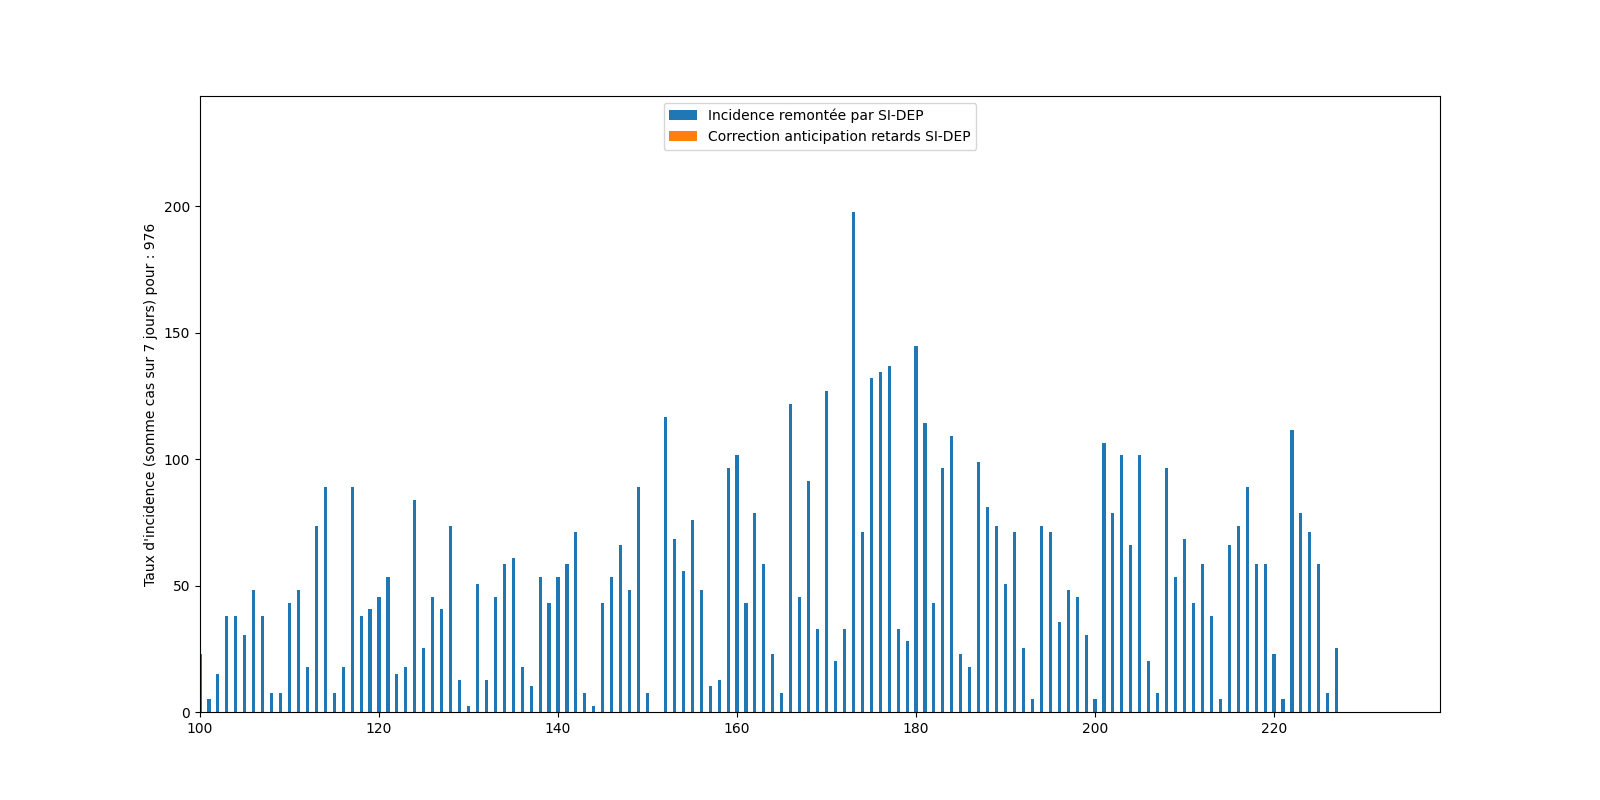 Incidence remontée par SI-DEP
Correction anticipation retards SI-DEP
Taux d'incidence (somme cas sur 7 jours) pour : 976
200
150
100
50
0
100 120 140 160 180 200 220